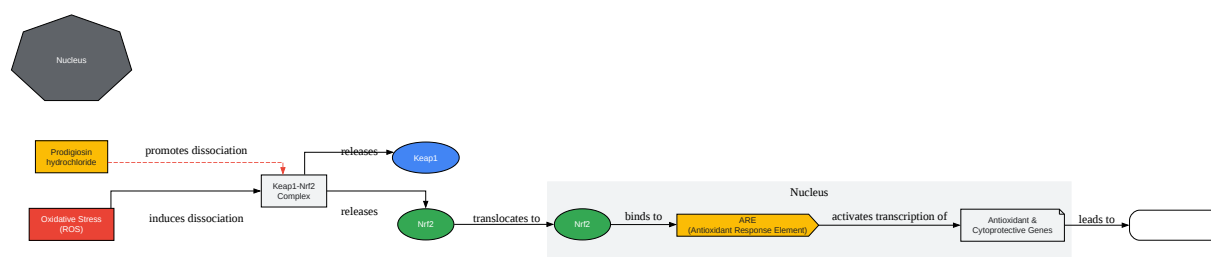 Nucleus
Prodigiosin
hydrochloride
promotes dissociation
releases
Keap1
Keap1-Nrf2
Complex
Oxidative Stress
(ROS)
induces dissociation
releases
Nrf2
translocates to
Nucleus
Nrf2
binds to
ARE
(Antioxidant Response Element)
activates transcription of
Antioxidant &
Cytoprotective Genes
leads to